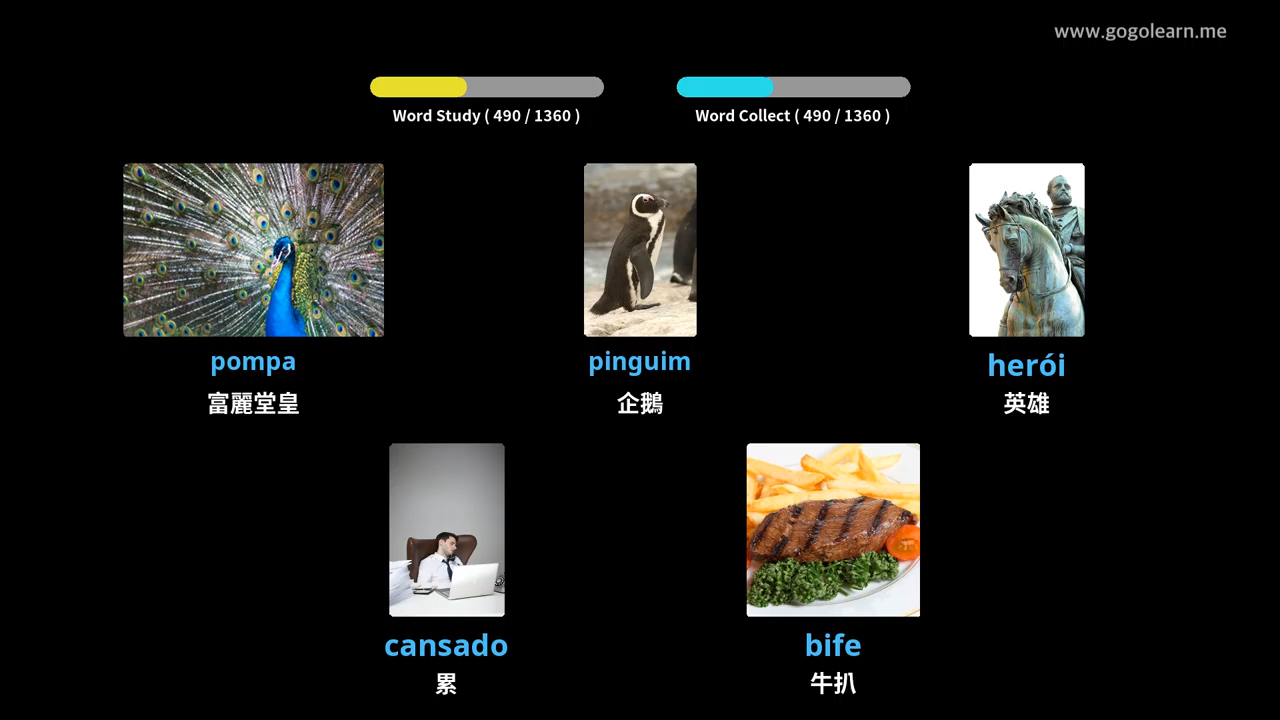 www.gogolearn.me
Word Study ( 490 / 1360 )
Word Collect ( 490 / 1360 )
pompa
富麗堂皇
pinguim
企鵝
herói
英雄
cansado
累
bife
牛扒